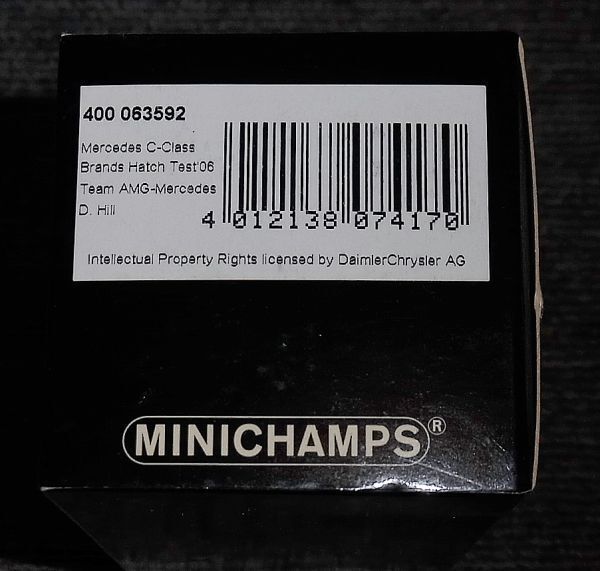 400 063592
Mercedes C-Class
Brands Hatch Test'06
Team AMG-Mercedes
D. Hill
4 012138 074170
Intellectual Property Rights licensed by DaimlerChrysler AG
MINICHAMPS®